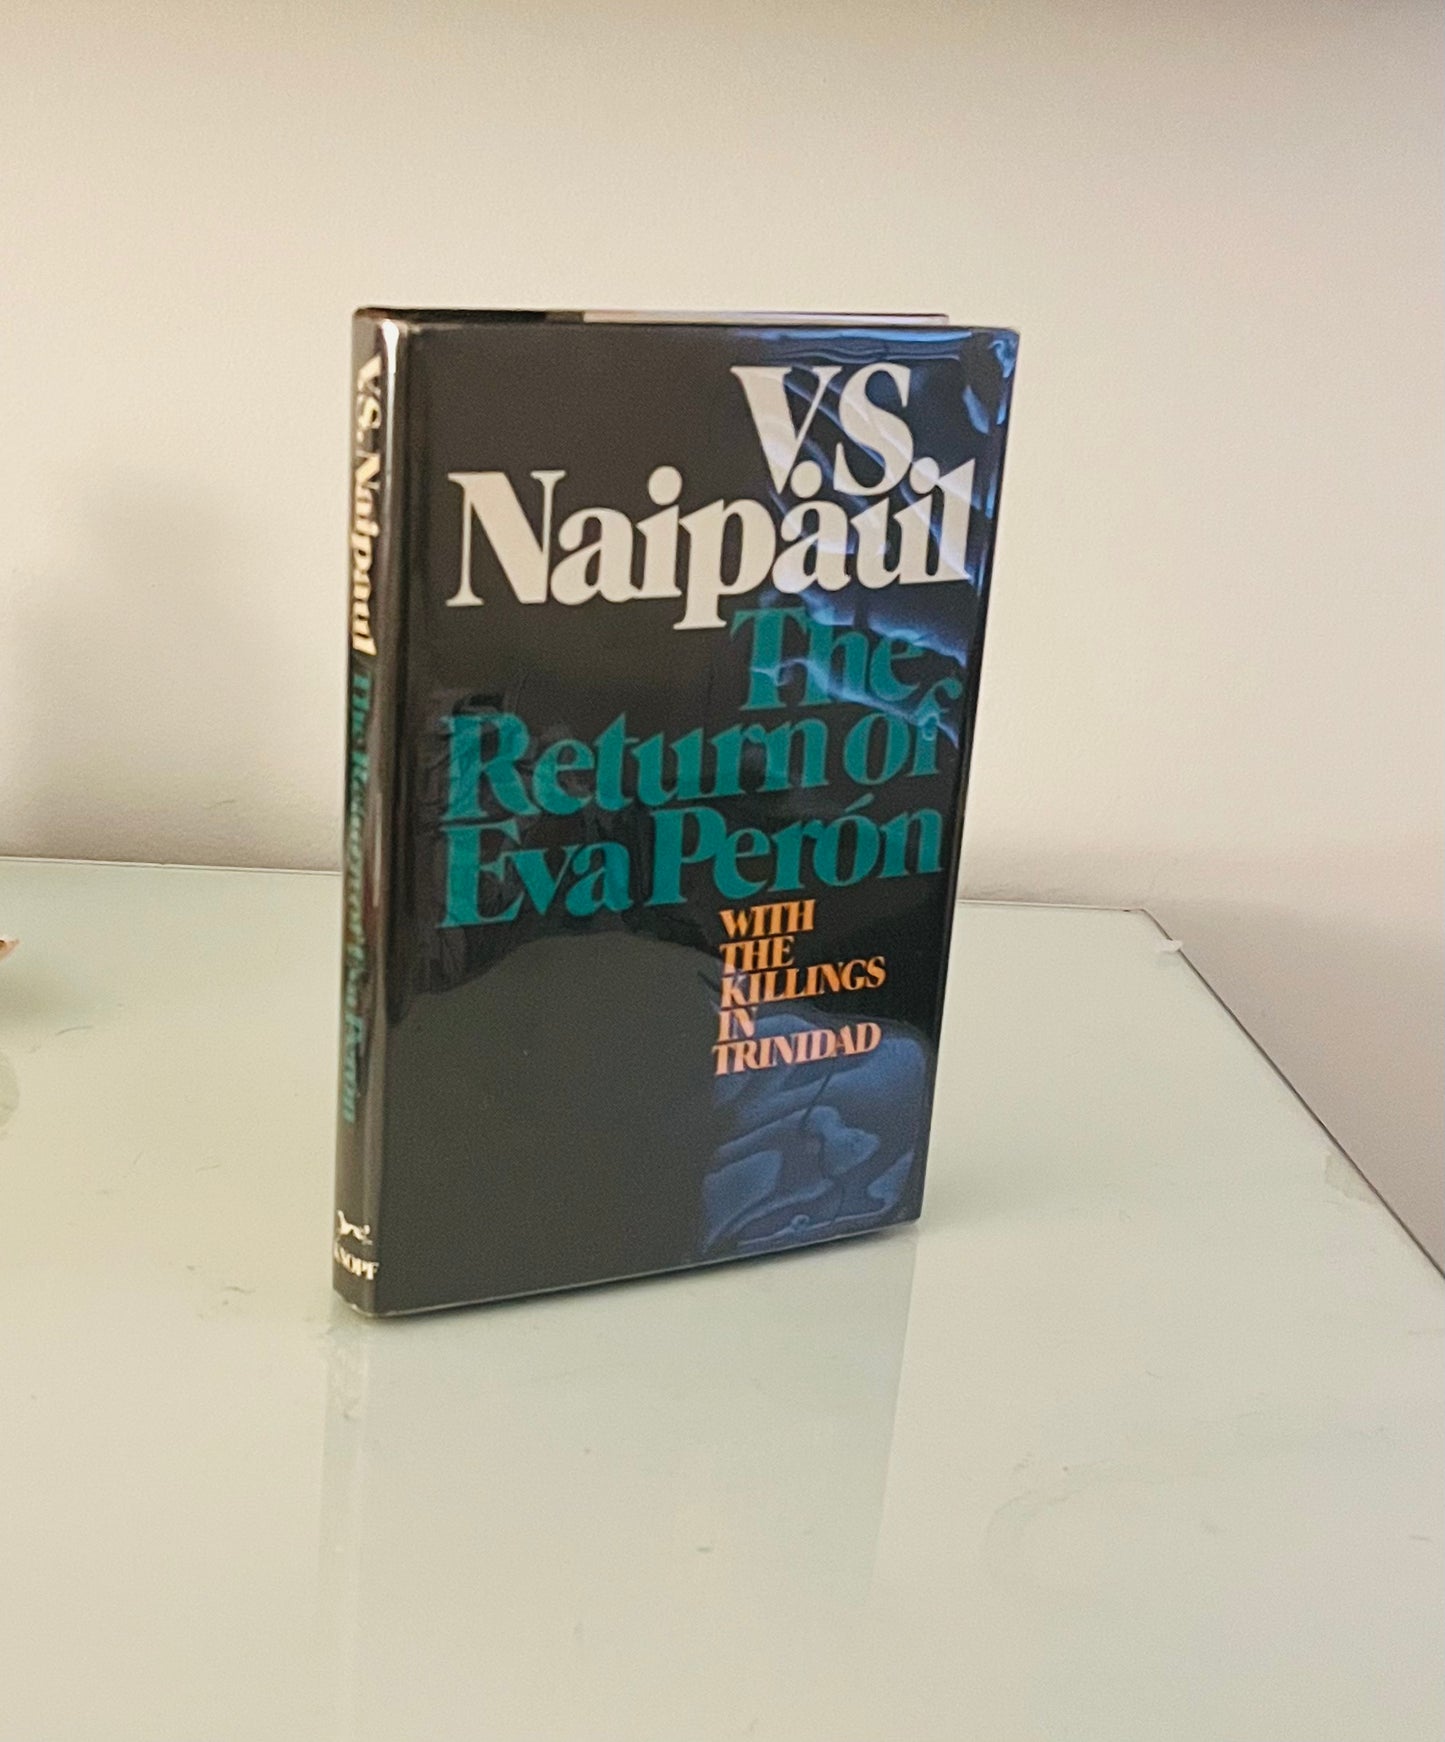 V.S. Naipaul The Return of Eva Perón
KNOPF
V.S.
Naipaul
The
Return of
Eva Perón
WITH
THE
KILLINGS
IN
TRINIDAD